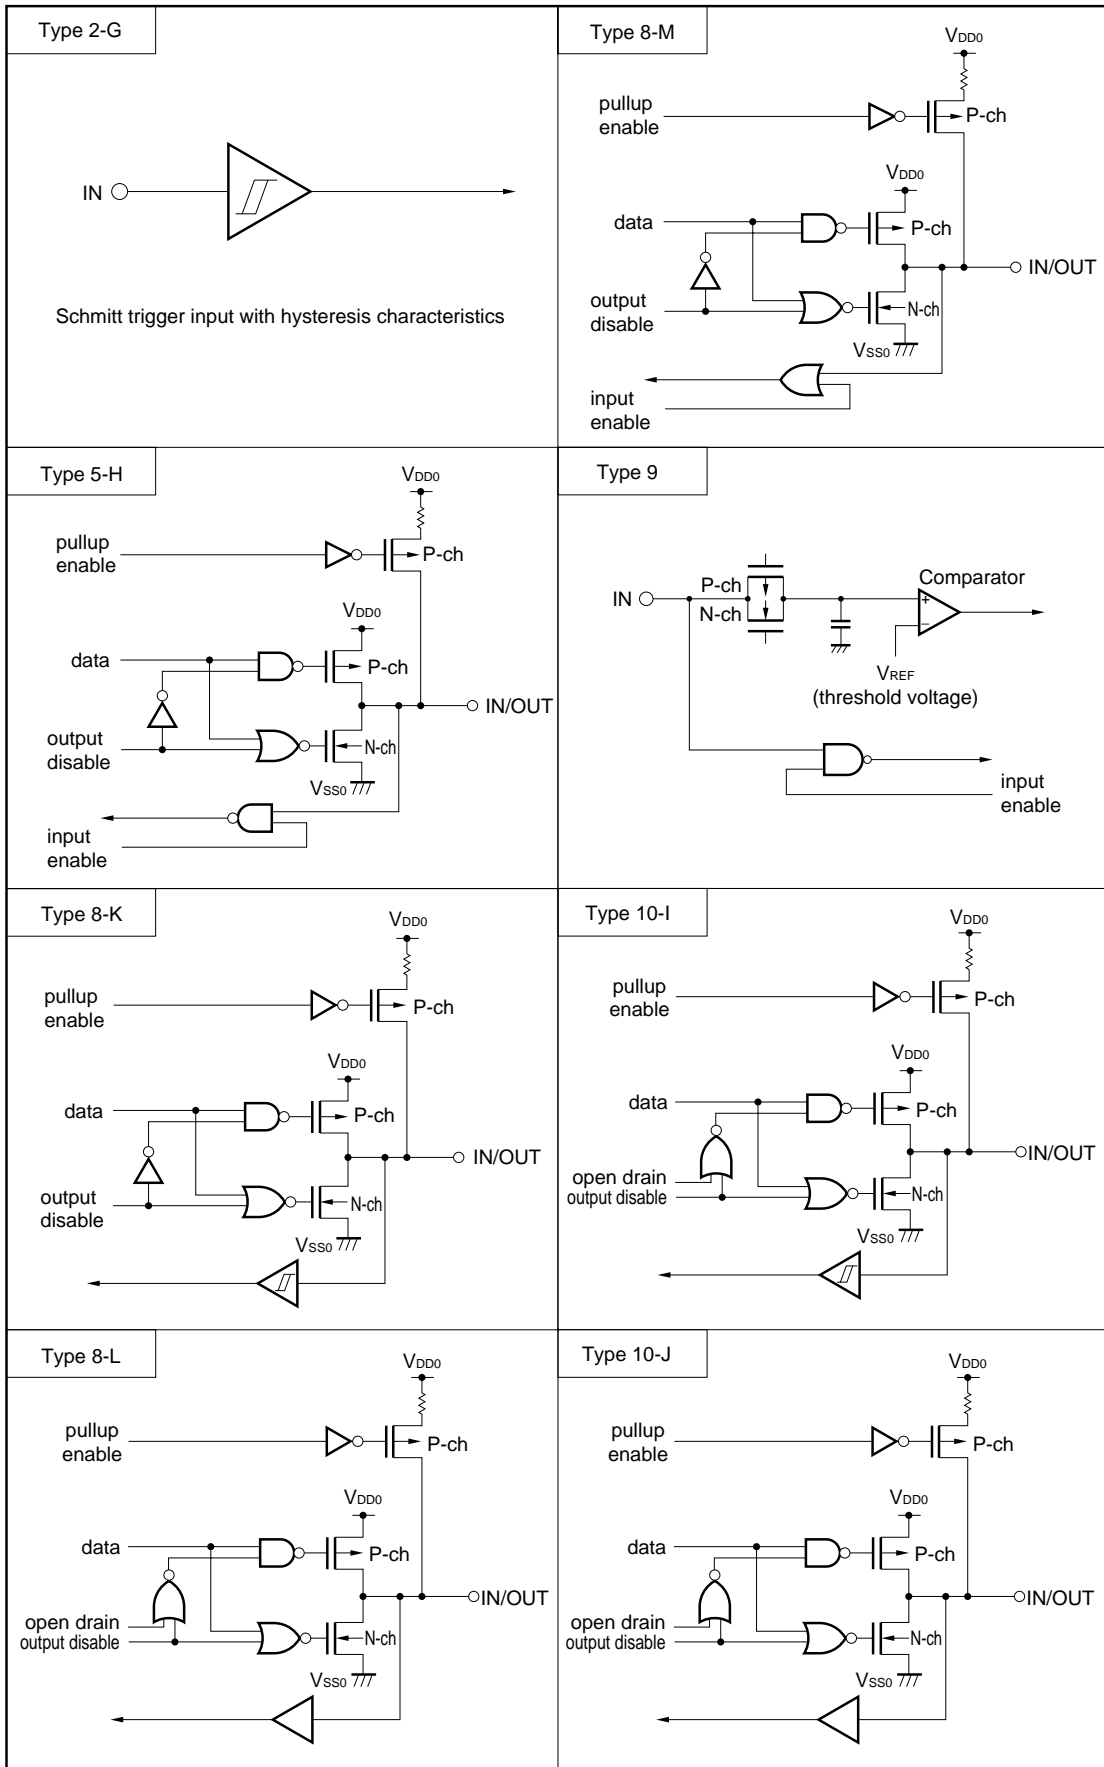 Type 2-G
IN
Schmitt trigger input with hysteresis characteristics
Type 8-M
VDD0
pullup
enable
P-ch
VDD0
data
P-ch
IN/OUT
output
disable
N-ch
VSS0
input
enable
Type 5-H
VDD0
pullup
enable
P-ch
VDD0
data
P-ch
IN/OUT
output
disable
N-ch
VSS0
input
enable
Type 9
Comparator
P-ch
IN
N-ch
+
−
VREF
(threshold voltage)
input
enable
Type 8-K
VDD0
pullup
enable
P-ch
VDD0
data
P-ch
IN/OUT
output
disable
N-ch
VSS0
Type 10-I
VDD0
pullup
enable
P-ch
VDD0
data
P-ch
IN/OUT
open drain
output disable
N-ch
VSS0
Type 8-L
VDD0
pullup
enable
P-ch
VDD0
data
P-ch
IN/OUT
open drain
output disable
N-ch
VSS0
Type 10-J
VDD0
pullup
enable
P-ch
VDD0
data
P-ch
IN/OUT
open drain
output disable
N-ch
VSS0